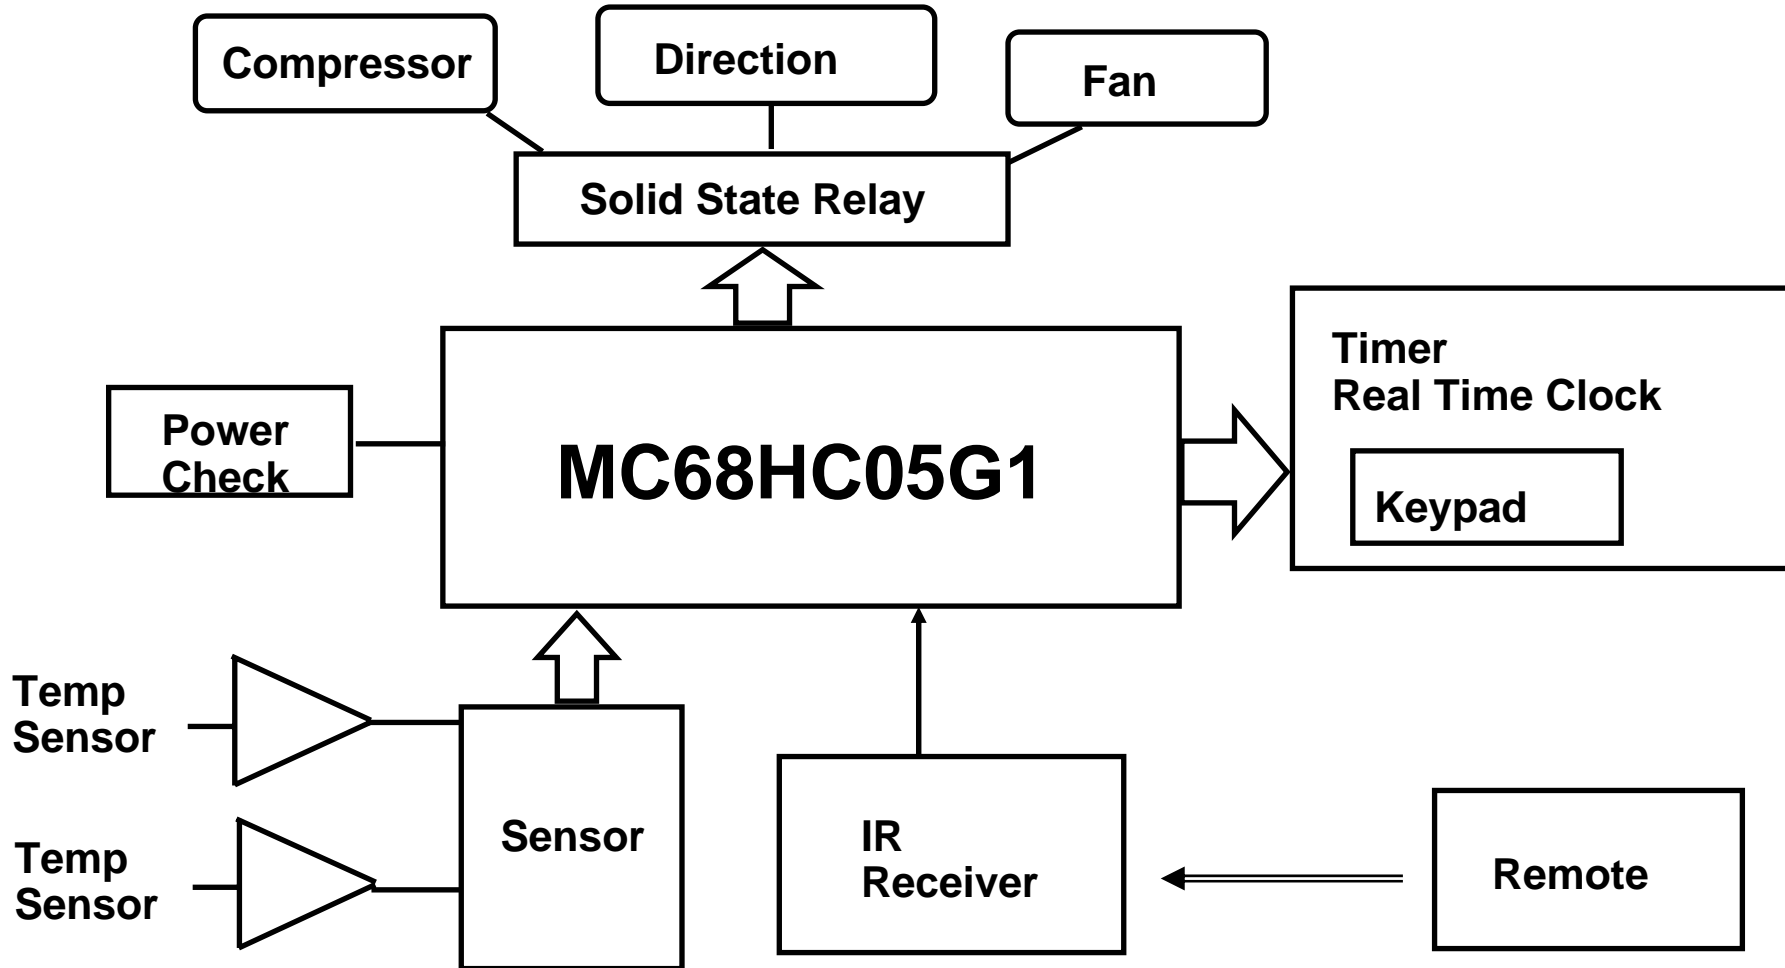 Compressor
Direction
Fan
Solid State Relay
Power
Check
MC68HC05G1
Timer
Real Time Clock
Keypad
Temp
Sensor
Temp
Sensor
Sensor
IR
Receiver
Remote